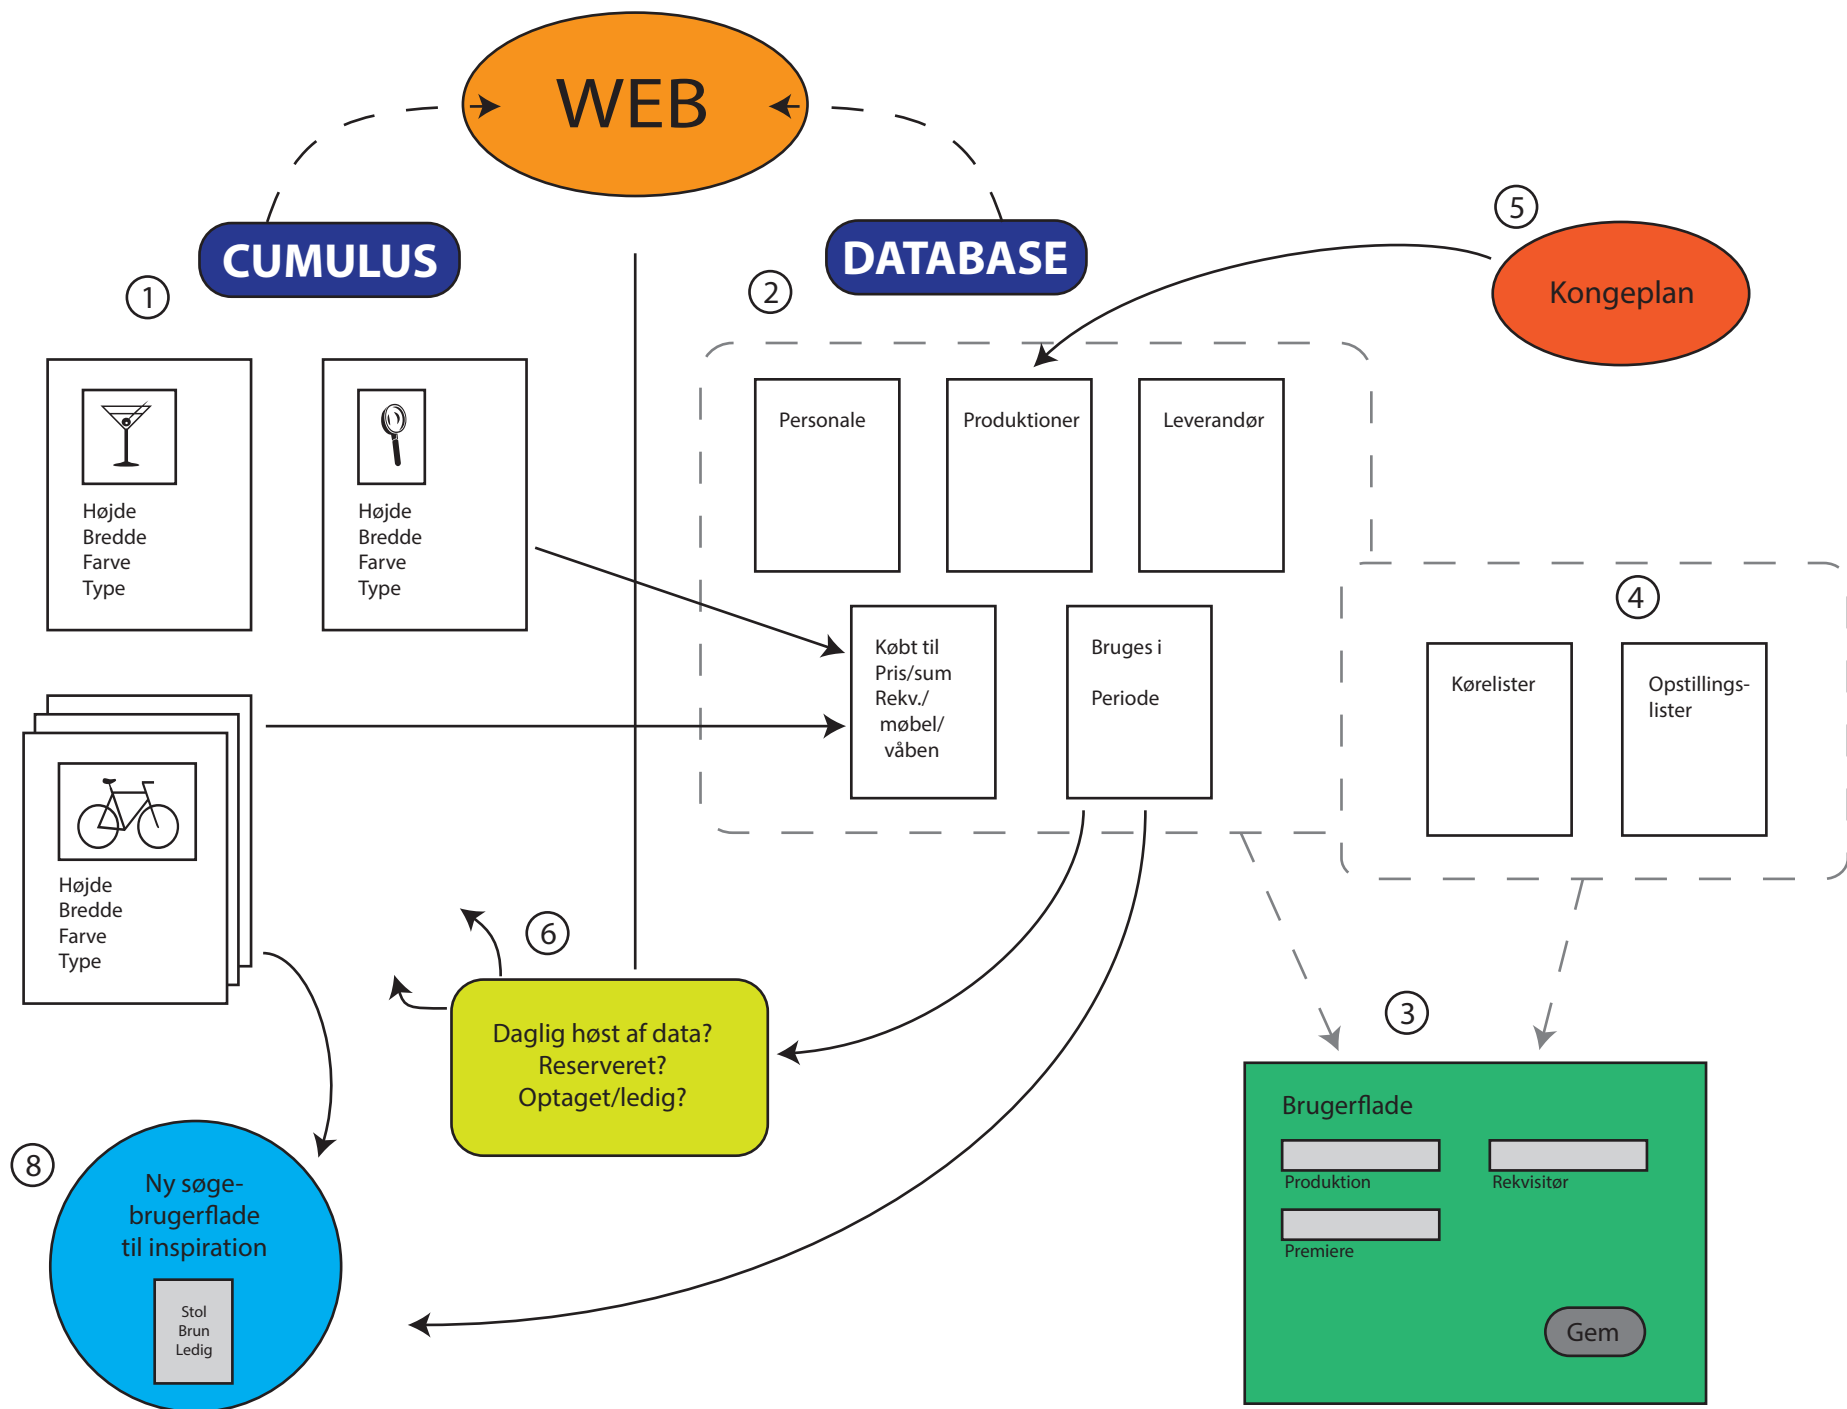 WEB
CUMULUS
DATABASE
5
Kongeplan
1
2
Højde
Bredde
Farve
Type
Højde
Bredde
Farve
Type
Personale
Produktioner
Leverandør
Købt til
Pris/sum
Rekv./
møbel/
våben
Bruges i
Periode
4
Kørelister
Opstillings-
lister
Højde
Bredde
Farve
Type
6
Daglig høst af data?
Reserveret?
Optaget/ledig?
3
Brugerflade
Produktion
Rekvisitør
Premiere
Gem
8
Ny søge-
brugerflade
til inspiration
Stol
Brun
Ledig